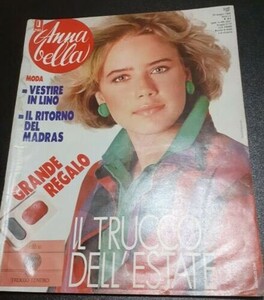 Anna
bella
MODA
VESTIRE
IN LINO
IL RITORNO
DEL
MADRAS
GRANDE
REGALO
IL TRUCCO
DELL'ESTATE